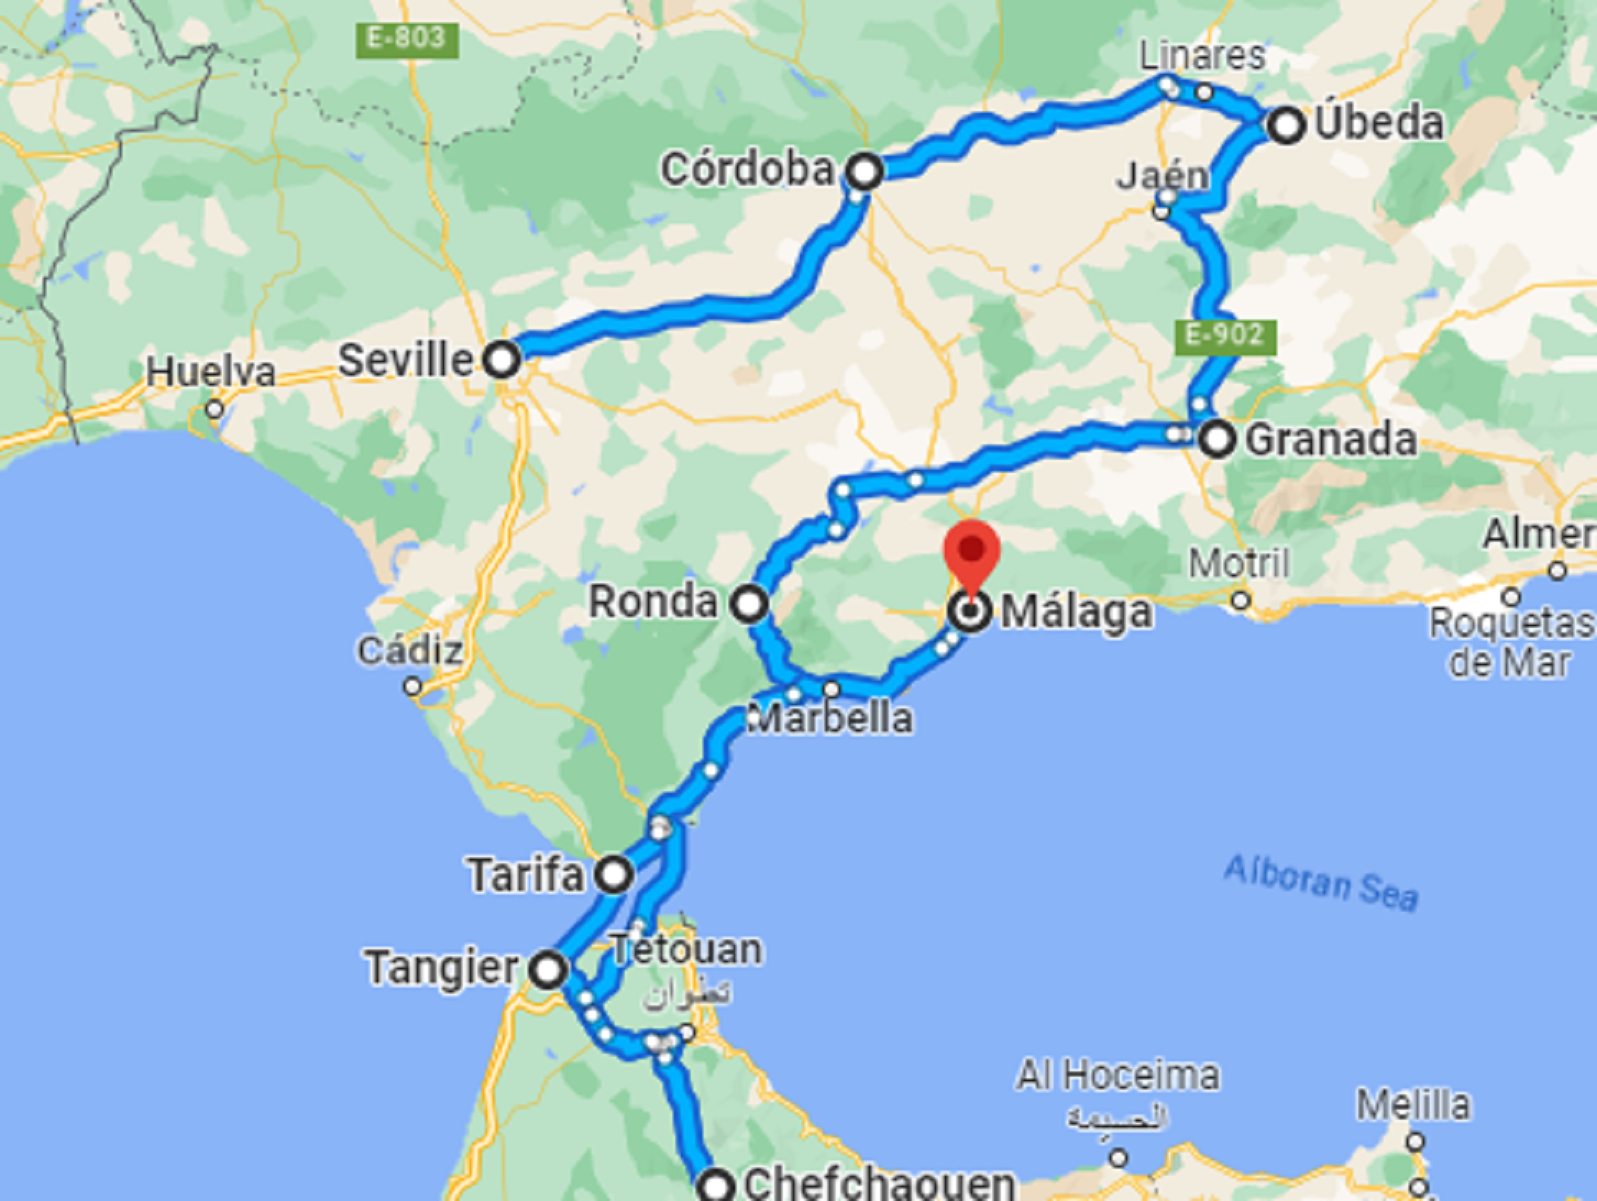 E-803
Linares
Úbeda
Córdoba
Jaén
E-902
Seville
Huelva
Granada
Almer
Motril
Ronda
Málaga
Roquetas
de Mar
Cádiz
Marbella
Tarifa
Alboran Sea
Tetouan
تطوان
Tangier
Al Hoceima
الحسيمة
Melilla
Chefchaouen